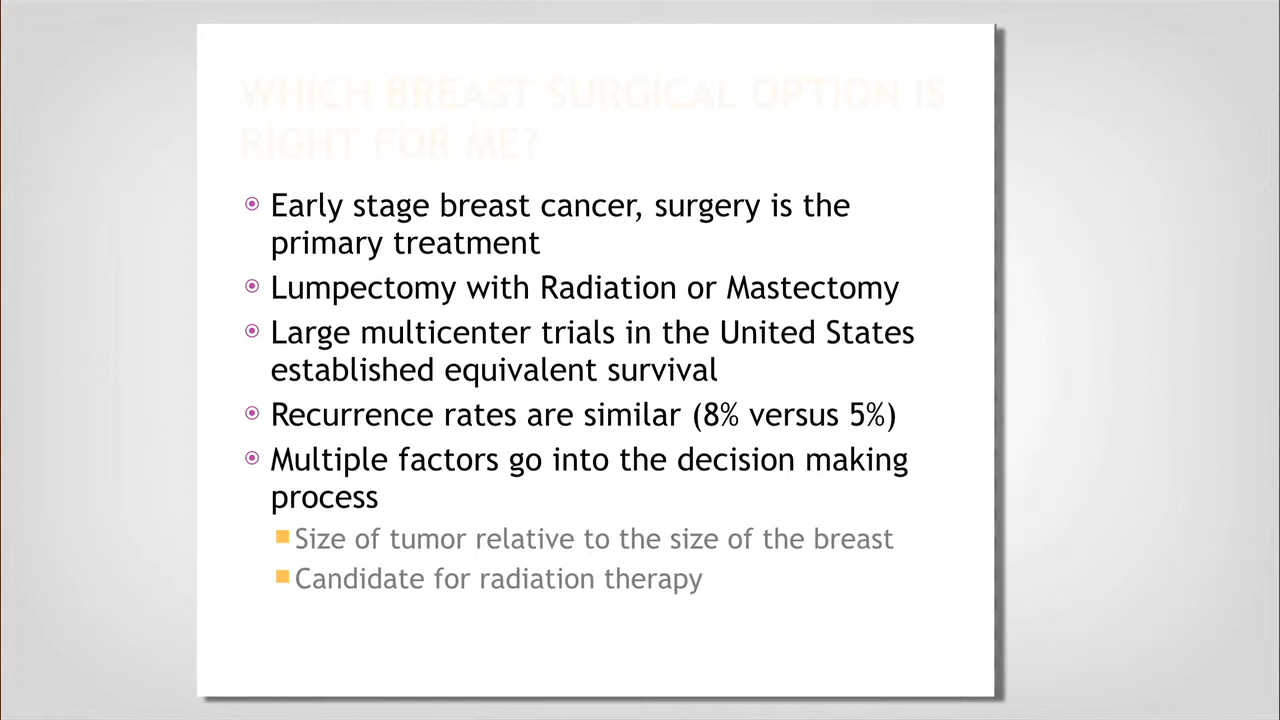 WHICH BREAST SURGICAL OPTION IS
RIGHT FOR ME?
Early stage breast cancer, surgery is the
primary treatment
Lumpectomy with Radiation or Mastectomy
Large multicenter trials in the United States
established equivalent survival
Recurrence rates are similar (8% versus 5%)
Multiple factors go into the decision making
process
Size of tumor relative to the size of the breast
Candidate for radiation therapy